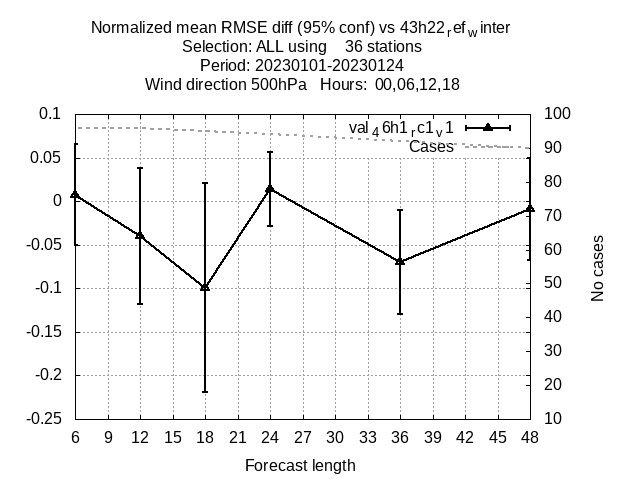 Normalized mean RMSE diff (95% conf) vs 43h22refwinter
Selection: ALL using    36 stations
Period: 20230101-20230124
Wind direction 500hPa   Hours:  00,06,12,18
0.1 0.05 0 -0.05 -0.1 -0.15 -0.2 -0.25
val46h1rc1v1
Cases
100 90 80 70 60 50 40 30 20 10
No cases
6 9 12 15 18 21 24 27 30 33 36 39 42 45 48
Forecast length